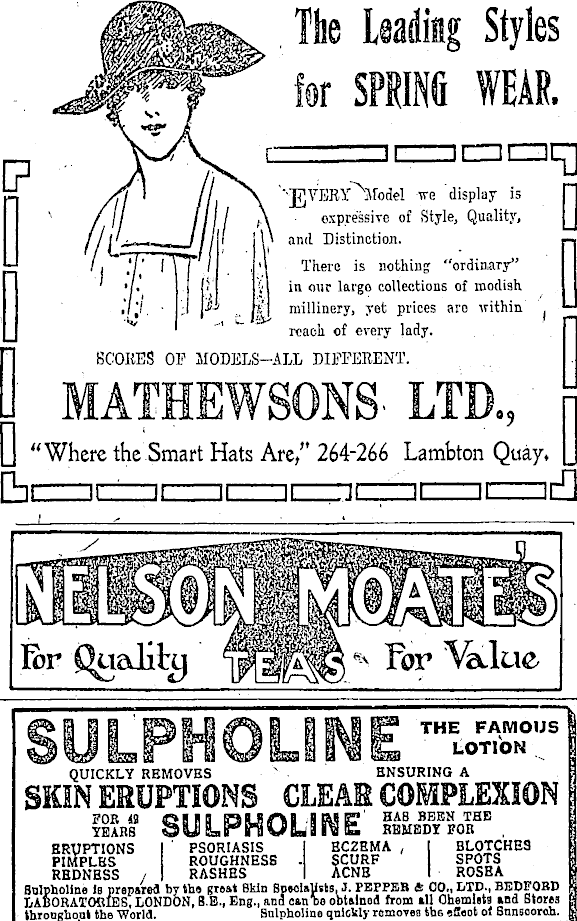 The Leading Styles
for SPRING WEAR.
EVERY Model we display is
expressive of Style, Quality,
and Distinction.
There is nothing "ordinary"
in our large collections of modish
millinery, yet prices are within
reach of every lady.
SCORES OF MODELS—ALL DIFFERENT.
MATHEWSONS LTD.,
"Where the Smart Hats Are," 264-266 Lambton Quay.
NELSON MOATE'S
For Quality TEAS For Value
SULPHOLINE THE FAMOUS
LOTION
QUICKLY REMOVES ENSURING A
SKIN ERUPTIONS CLEAR COMPLEXION
FOR 49 YEARS SULPHOLINE HAS BEEN THE REMEDY FOR
ERUPTIONS PSORIASIS ECZEMA BLOTCHES
PIMPLES ROUGHNESS SCURF SPOTS
REDNESS RASHES ACNE ROSEA
Sulpholine is prepared by the great Skin Specialists, J. PEPPER & CO., LTD., BEDFORD
LABORATORIES, LONDON, S.E., Eng., and can be obtained from all Chemists and Stores
throughout the World. Sulpholine quickly removes the effect of Sunscorch.